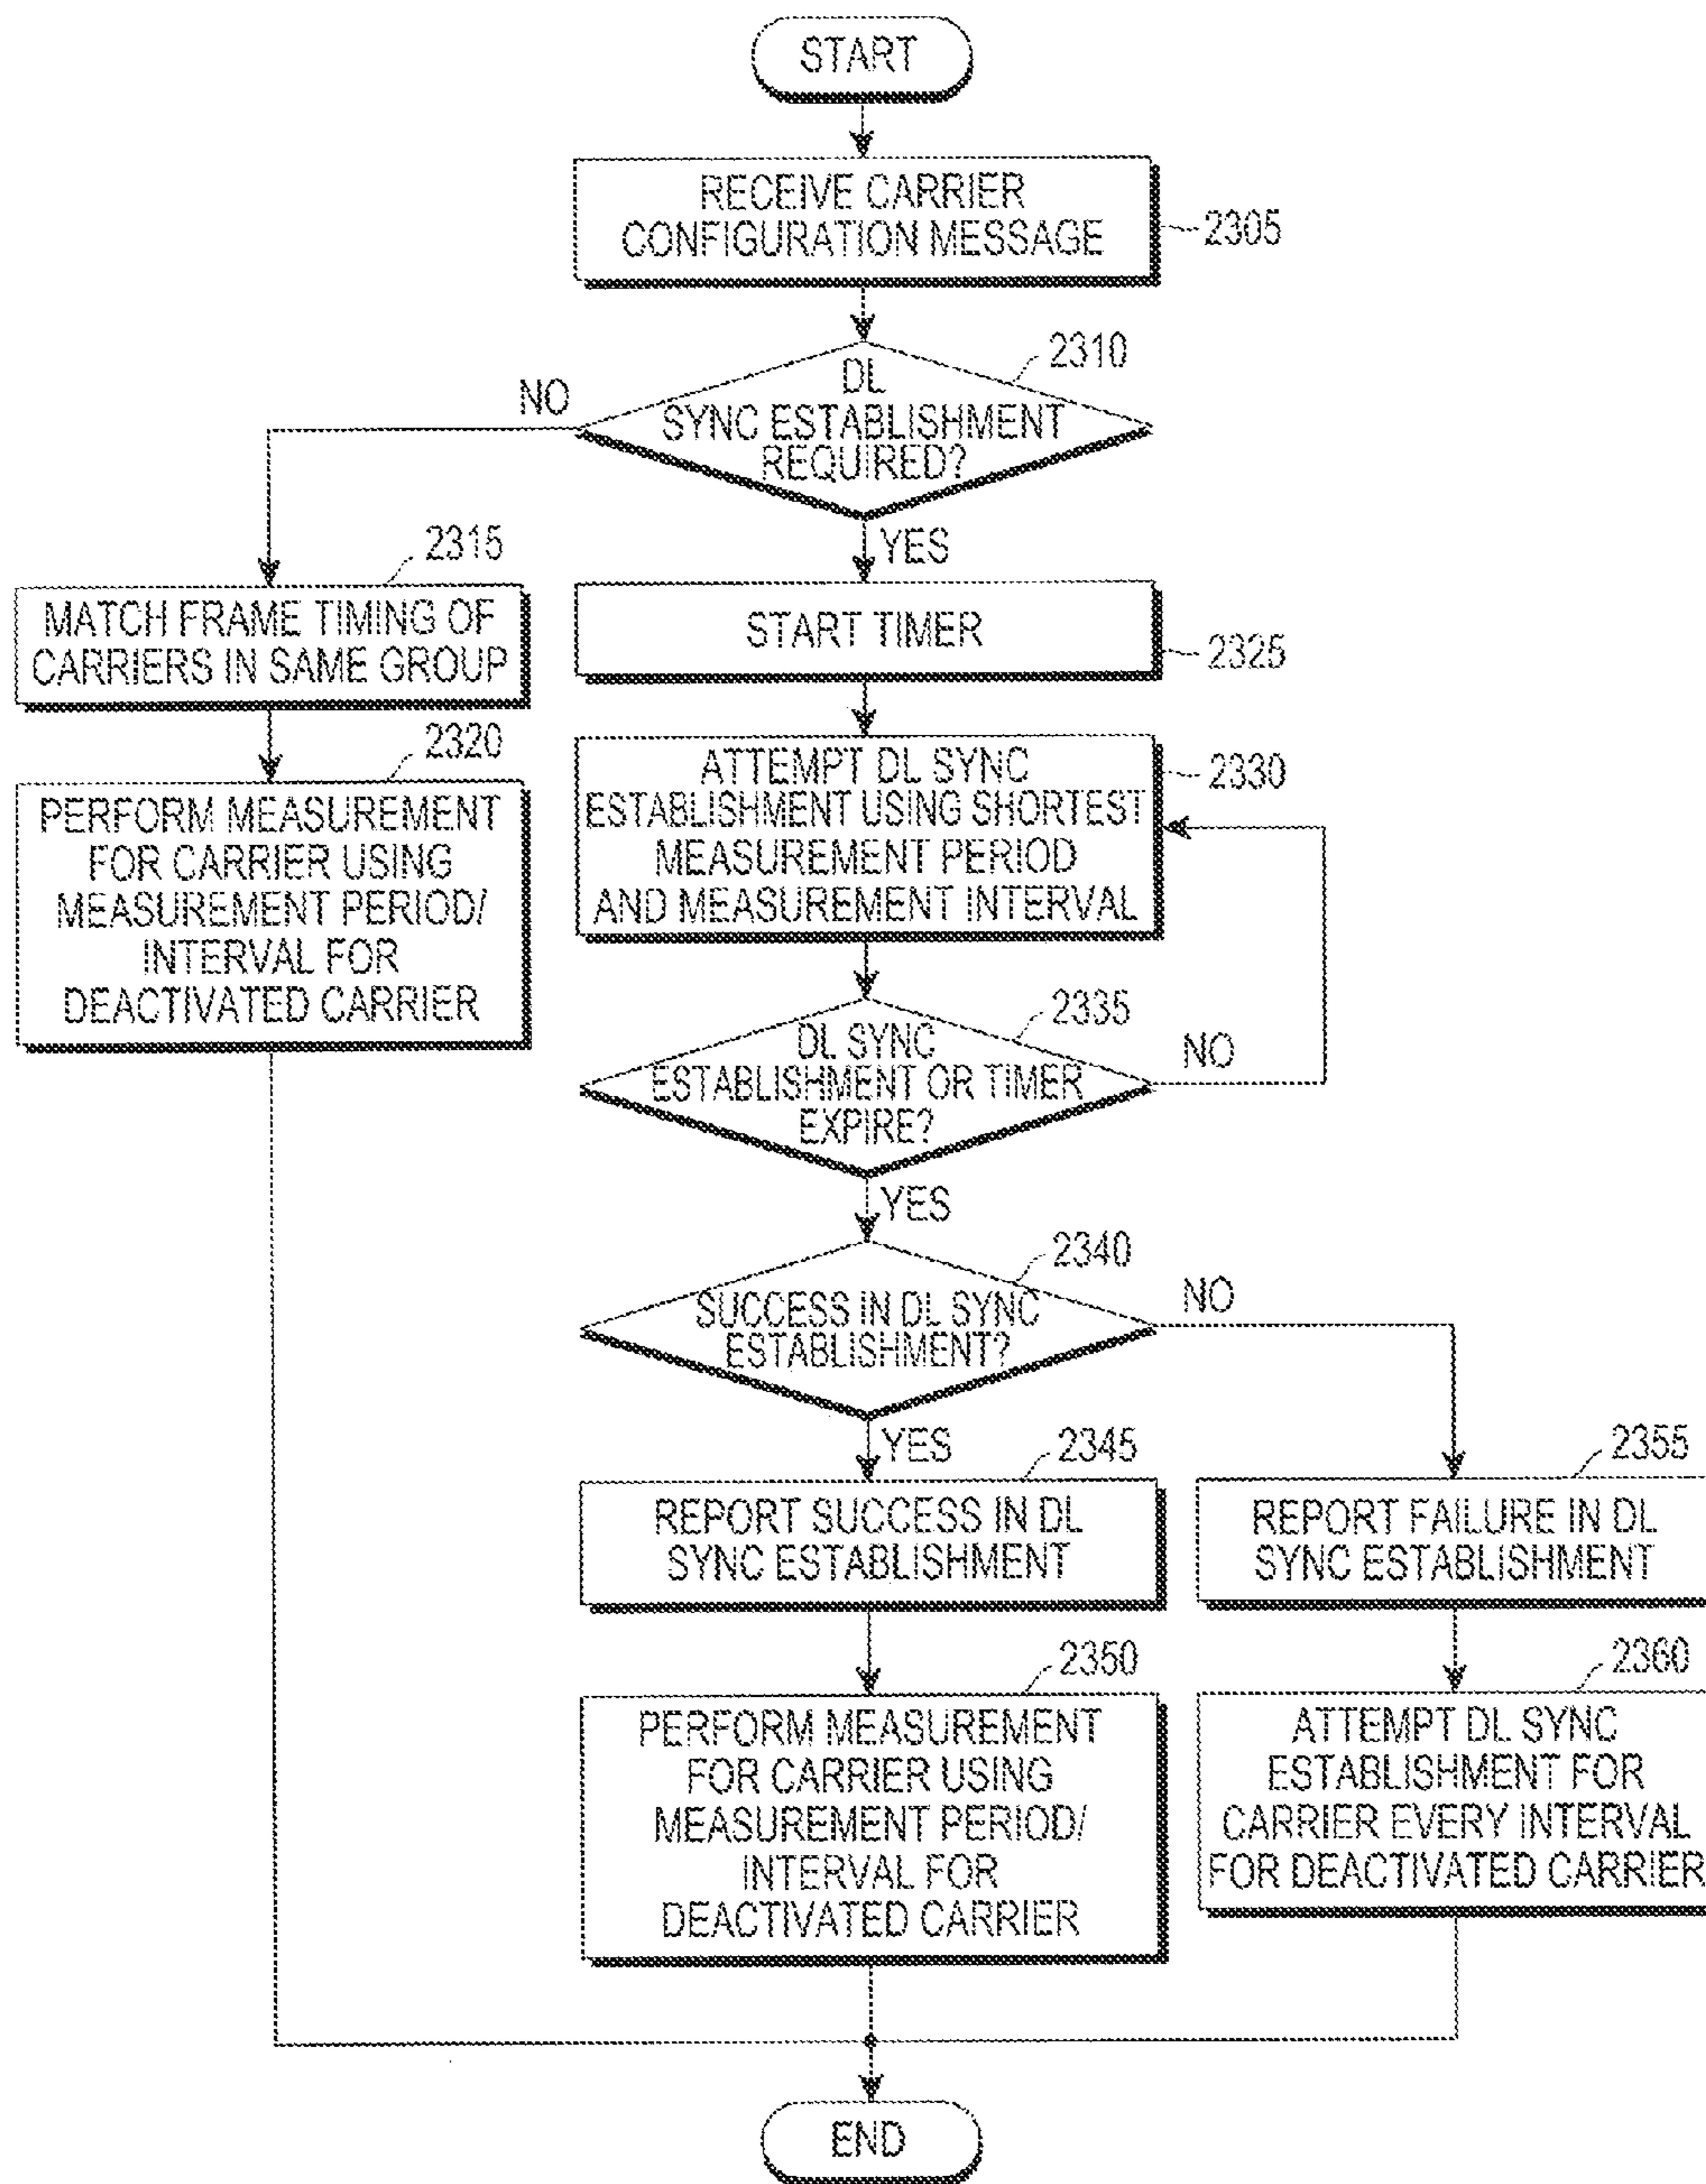 START
RECEIVE CARRIER
CONFIGURATION MESSAGE
2305
2310
DL
SYNC ESTABLISHMENT
REQUIRED?
NO
YES
2315
MATCH FRAME TIMING OF
CARRIERS IN SAME GROUP
START TIMER
2325
2320
PERFORM MEASUREMENT
FOR CARRIER USING
MEASUREMENT PERIOD/
INTERVAL FOR
DEACTIVATED CARRIER
ATTEMPT DL SYNC
ESTABLISHMENT USING SHORTEST
MEASUREMENT PERIOD
AND MEASUREMENT INTERVAL
2330
2335
DL SYNC
ESTABLISHMENT OR TIMER
EXPIRE?
NO
YES
2340
SUCCESS IN DL SYNC
ESTABLISHMENT?
NO
YES
2345
REPORT SUCCESS IN DL
SYNC ESTABLISHMENT
2355
REPORT FAILURE IN DL
SYNC ESTABLISHMENT
2350
PERFORM MEASUREMENT
FOR CARRIER USING
MEASUREMENT PERIOD/
INTERVAL FOR
DEACTIVATED CARRIER
2360
ATTEMPT DL SYNC
ESTABLISHMENT FOR
CARRIER EVERY INTERVAL
FOR DEACTIVATED CARRIER
END